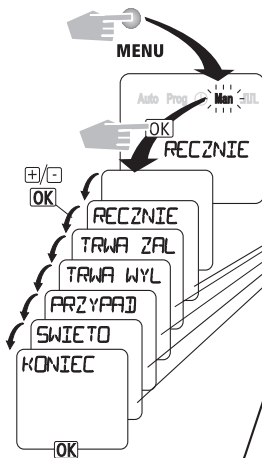 MENU
Auto Prog Man
OK
RECZNIE
+/-
OK
RECZNIE
TRWA ZAL
TRWA WYL
PRZYPAD
SWIETO
KONIEC
OK